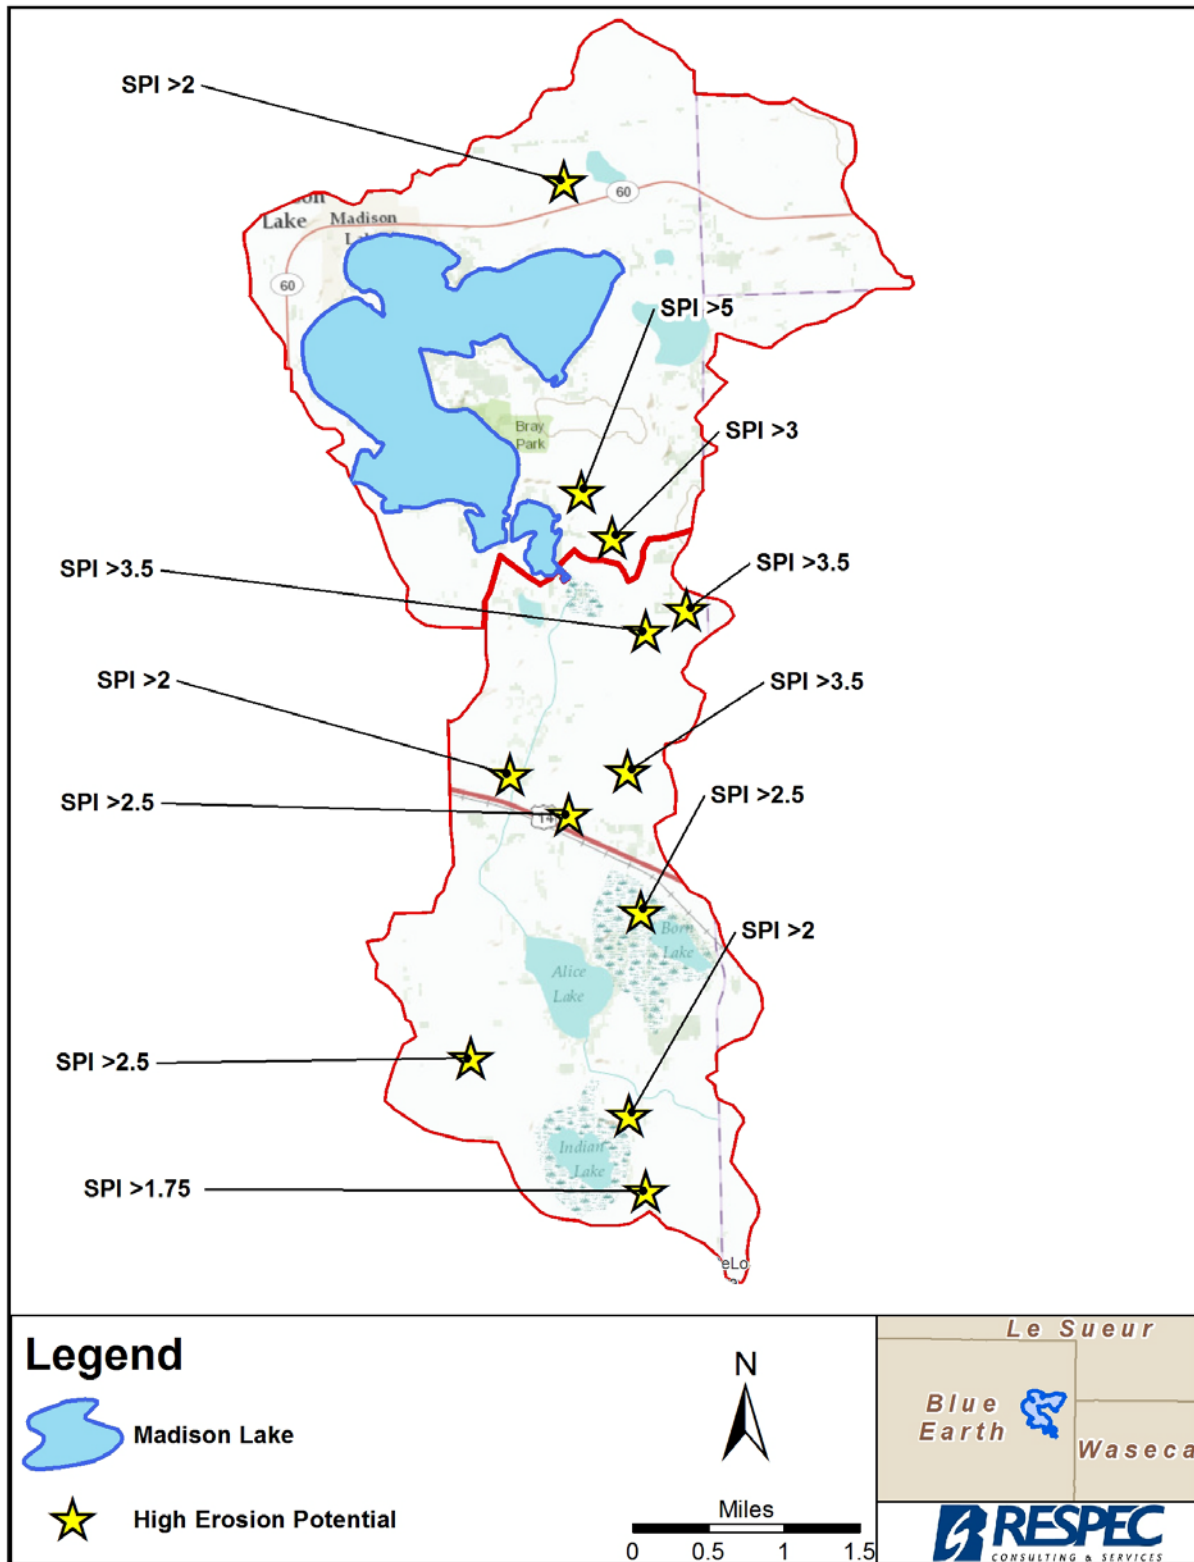 SPI >2
60
son
Lake
Madison
60
SPI >5
SPI >3
Bray
Park
SPI >3.5
SPI >3.5
SPI >2
SPI >3.5
SPI >2.5
SPI >2.5
14
Born
Lake
SPI >2
Alice
Lake
SPI >2.5
Indian
Lake
SPI >1.75
eLo
Legend
Madison Lake
High Erosion Potential
N
Miles
0 0.5 1 1.5
Le Sueur
Blue
Earth
Waseca
RESPEC
CONSULTING & SERVICES